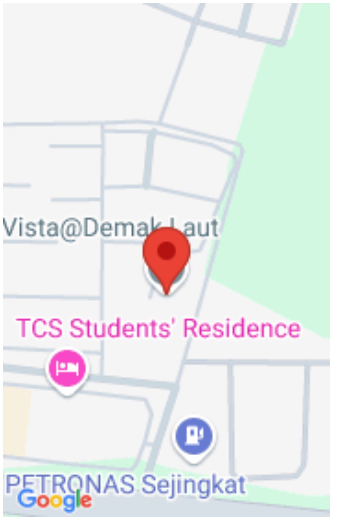 Vista@Demak Laut
TCS Students' Residence
PETRONAS Sejingkat
Google